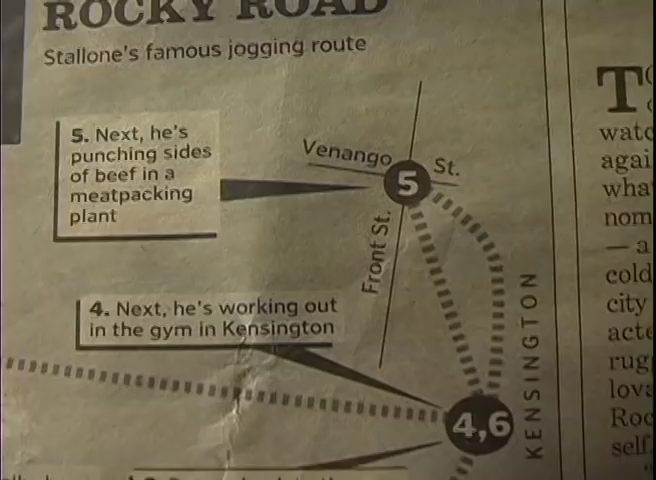 ROCKY ROAD
Stallone's famous jogging route
5. Next, he's
punching sides
of beef in a
meatpacking
plant
Venango
St.
5
Front St.
4. Next, he's working out
in the gym in Kensington
KENSINGTON
4,6
T
watc
agai
wha
nom
— a
cold
city
acte
rug
lova
Roc
self.